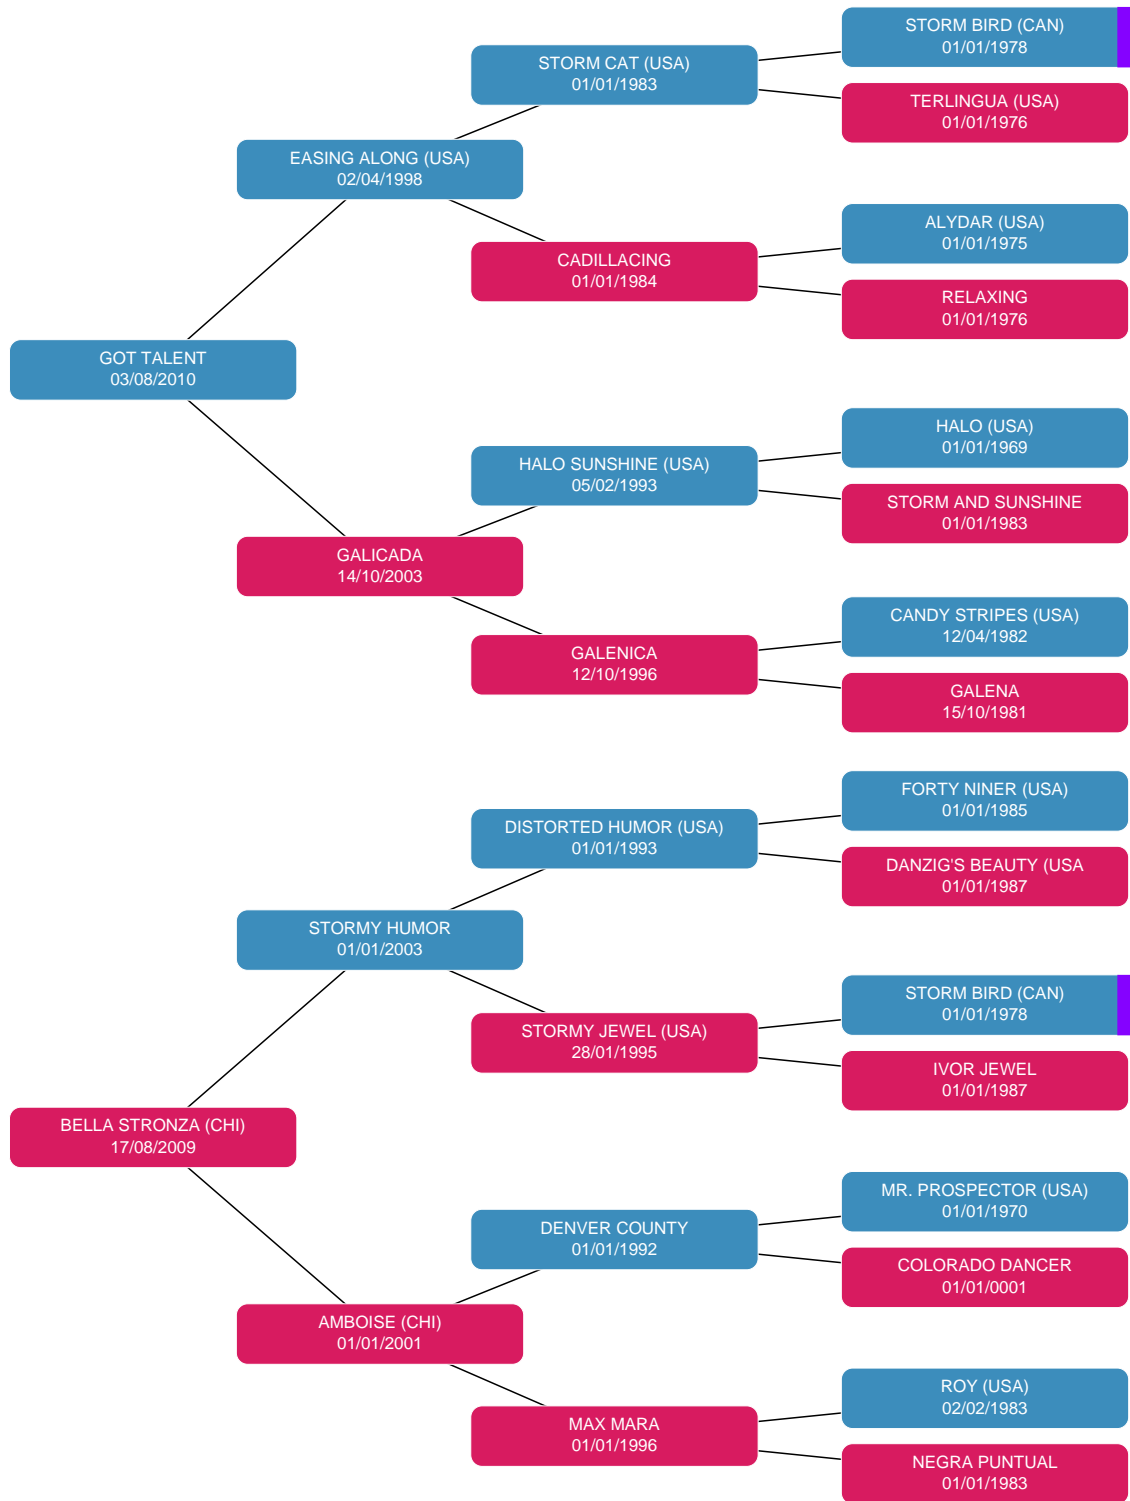 STORM BIRD (CAN)
01/01/1978
STORM CAT (USA)
01/01/1983
TERLINGUA (USA)
01/01/1976
EASING ALONG (USA)
02/04/1998
ALYDAR (USA)
01/01/1975
CADILLACING
01/01/1984
RELAXING
01/01/1976
GOT TALENT
03/08/2010
HALO (USA)
01/01/1969
HALO SUNSHINE (USA)
05/02/1993
STORM AND SUNSHINE
01/01/1983
GALICADA
14/10/2003
CANDY STRIPES (USA)
12/04/1982
GALENICA
12/10/1996
GALENA
15/10/1981
FORTY NINER (USA)
01/01/1985
DISTORTED HUMOR (USA)
01/01/1993
DANZIG'S BEAUTY (USA
01/01/1987
STORMY HUMOR
01/01/2003
STORM BIRD (CAN)
01/01/1978
STORMY JEWEL (USA)
28/01/1995
IVOR JEWEL
01/01/1987
BELLA STRONZA (CHI)
17/08/2009
MR. PROSPECTOR (USA)
01/01/1970
DENVER COUNTY
01/01/1992
COLORADO DANCER
01/01/0001
AMBOISE (CHI)
01/01/2001
ROY (USA)
02/02/1983
MAX MARA
01/01/1996
NEGRA PUNTUAL
01/01/1983